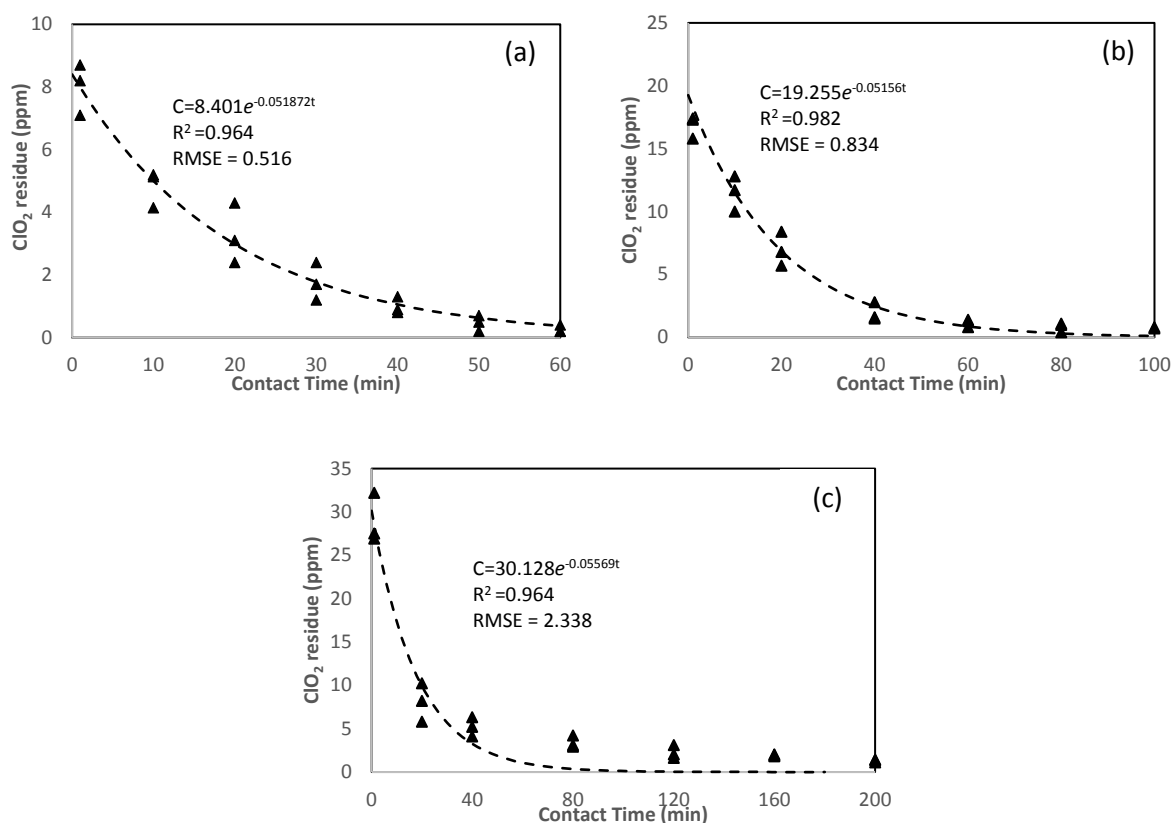 (a)
C=8.401e^-0.051872t
R² =0.964
RMSE = 0.516
ClO₂ residue (ppm)
10
8
6
4
2
0
0 10 20 30 40 50 60
Contact Time (min)
(b)
C=19.255e^-0.05156t
R² =0.982
RMSE = 0.834
ClO₂ residue (ppm)
25
20
15
10
5
0
0 20 40 60 80 100
Contact Time (min)
(c)
C=30.128e^-0.05569t
R² =0.964
RMSE = 2.338
ClO₂ residue (ppm)
35
30
25
20
15
10
5
0
0 40 80 120 160 200
Contact Time (min)